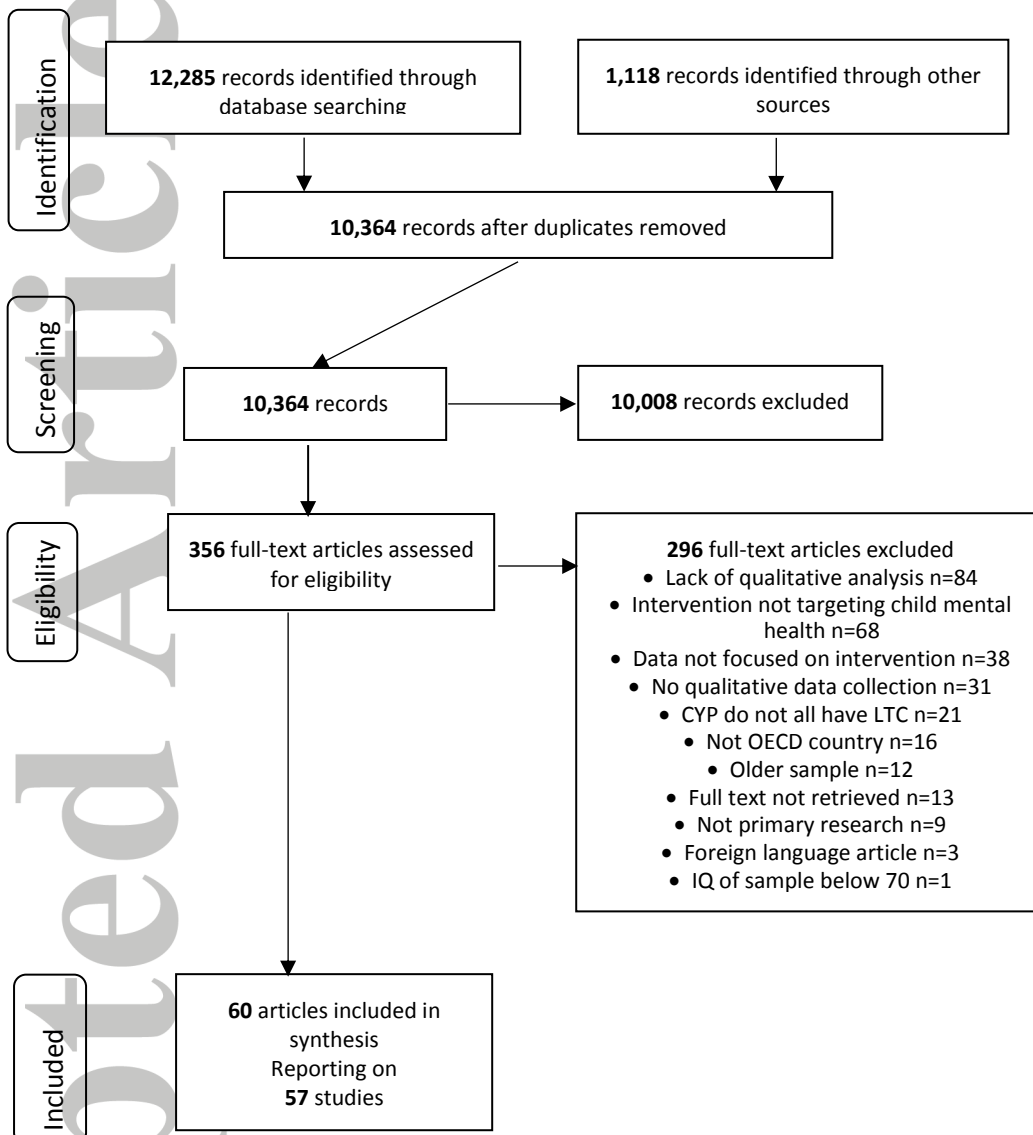 Identification
12,285 records identified through
database searching
1,118 records identified through other
sources
10,364 records after duplicates removed
Screening
10,364 records
10,008 records excluded
Eligibility
356 full-text articles assessed
for eligibility
296 full-text articles excluded
• Lack of qualitative analysis n=84
• Intervention not targeting child mental
health n=68
• Data not focused on intervention n=38
• No qualitative data collection n=31
• CYP do not all have LTC n=21
• Not OECD country n=16
• Older sample n=12
• Full text not retrieved n=13
• Not primary research n=9
• Foreign language article n=3
• IQ of sample below 70 n=1
Included
60 articles included in
synthesis
Reporting on
57 studies
oted Article